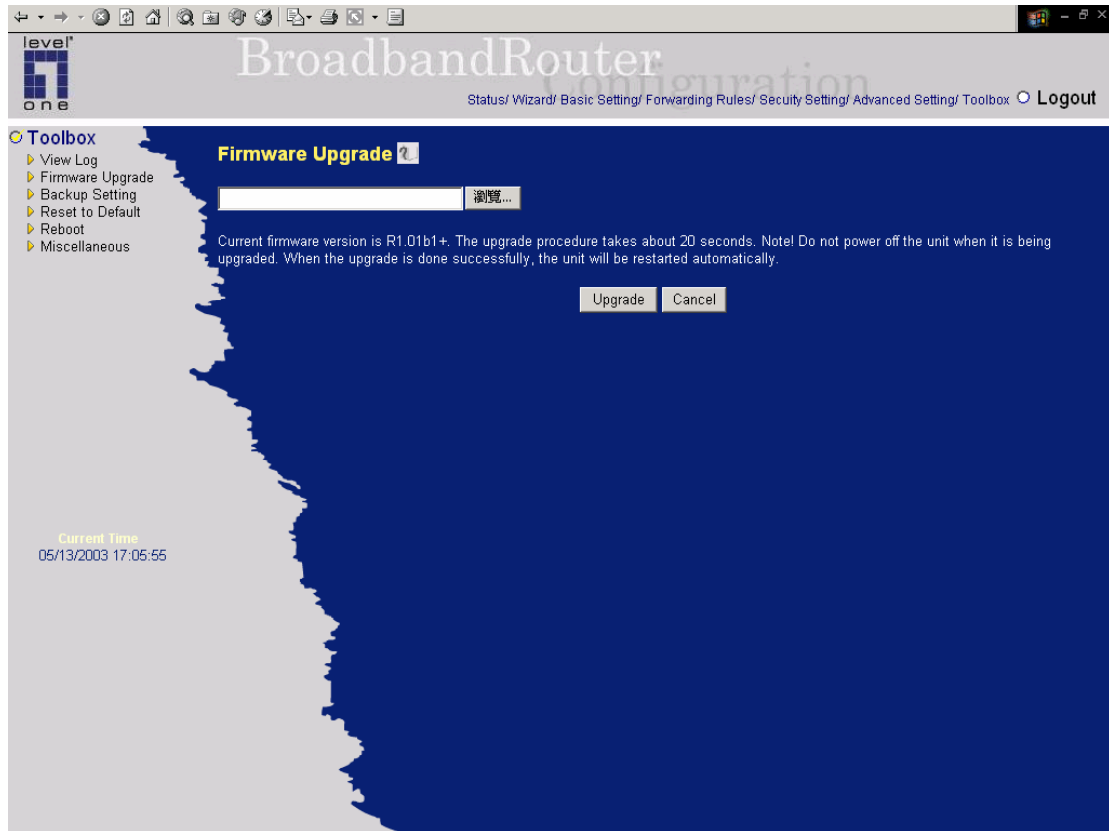 level
one
BroadbandRouter
Configuration
Status/ Wizard/ Basic Setting/ Forwarding Rules/ Secuity Setting/ Advanced Setting/ Toolbox Logout
Toolbox
View Log
Firmware Upgrade
Backup Setting
Reset to Default
Reboot
Miscellaneous
Current Time
05/13/2003 17:05:55
Firmware Upgrade
瀏覽...
Current firmware version is R1.01b1+. The upgrade procedure takes about 20 seconds. Note! Do not power off the unit when it is being
upgraded. When the upgrade is done successfully, the unit will be restarted automatically.
Upgrade Cancel